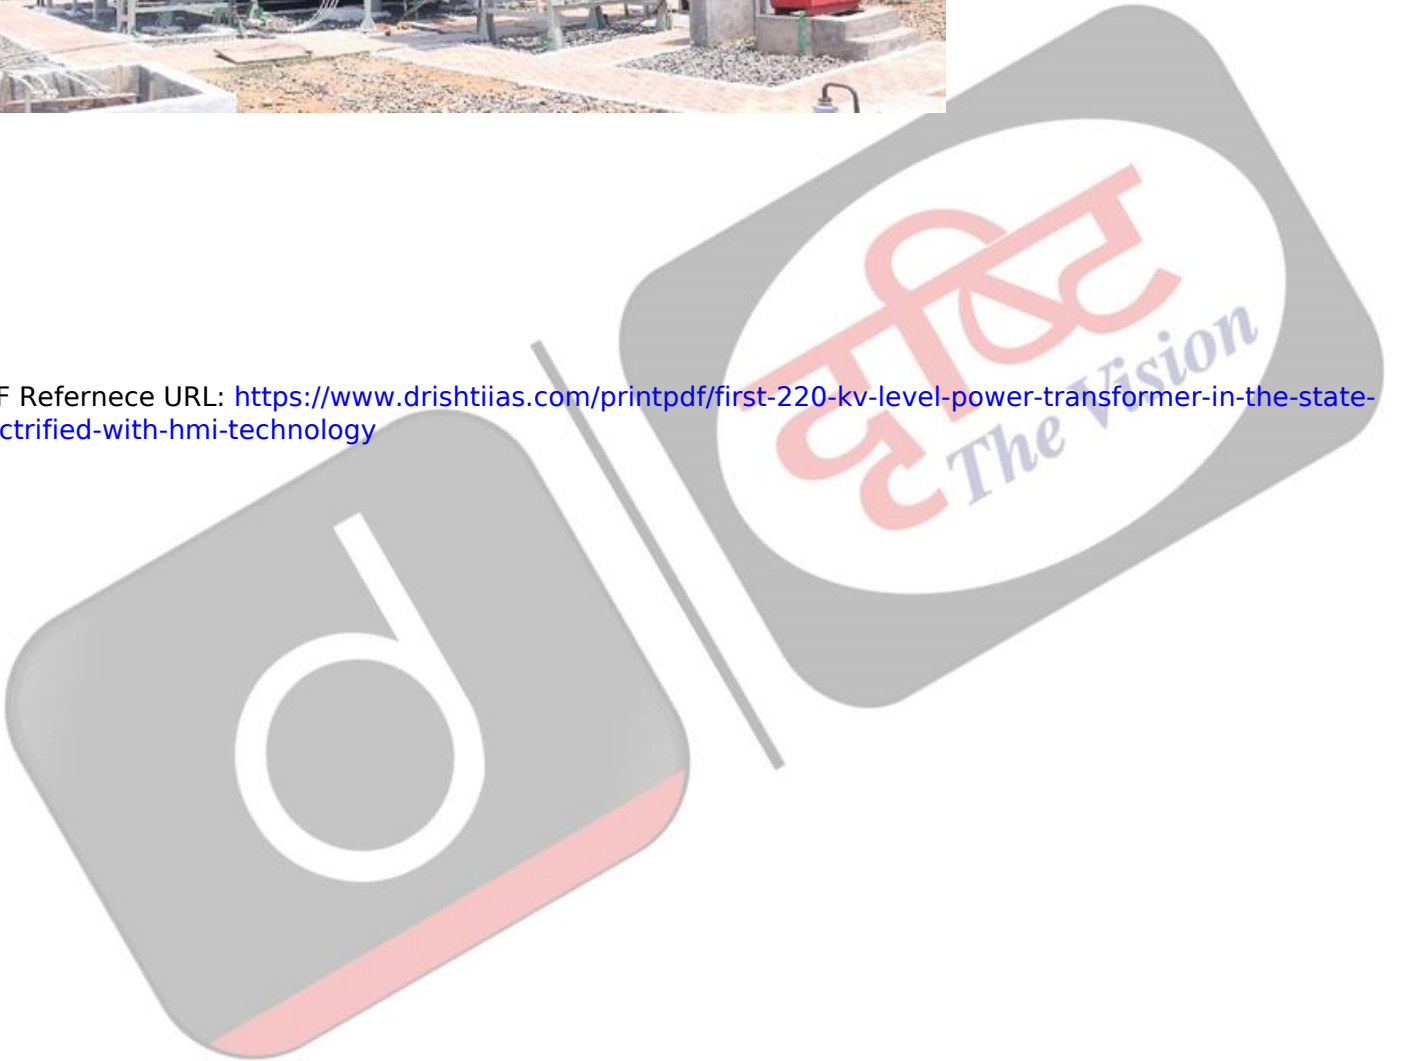 F Refernece URL: https://www.drishtiias.com/printpdf/first-220-kv-level-power-transformer-in-the-state-
ctrified-with-hmi-technology
दृष्टि
The Vision
d